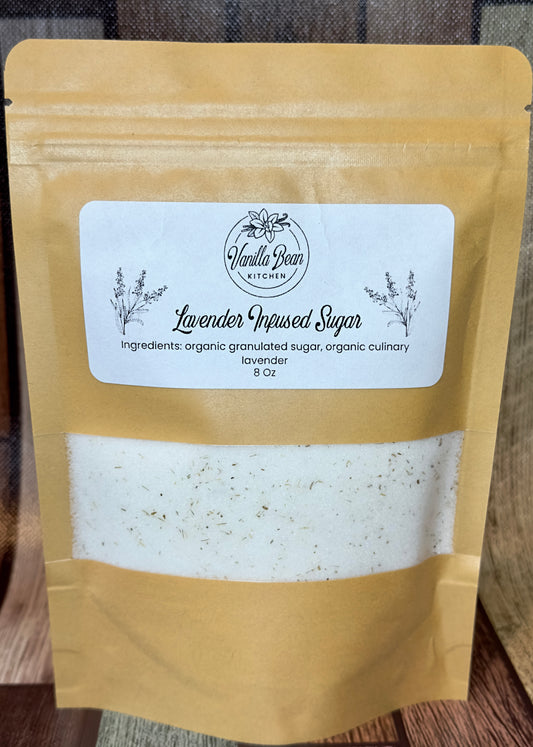 Vanilla Bean
KITCHEN
Lavender Infused Sugar
Ingredients: organic granulated sugar, organic culinary
lavender
8 Oz